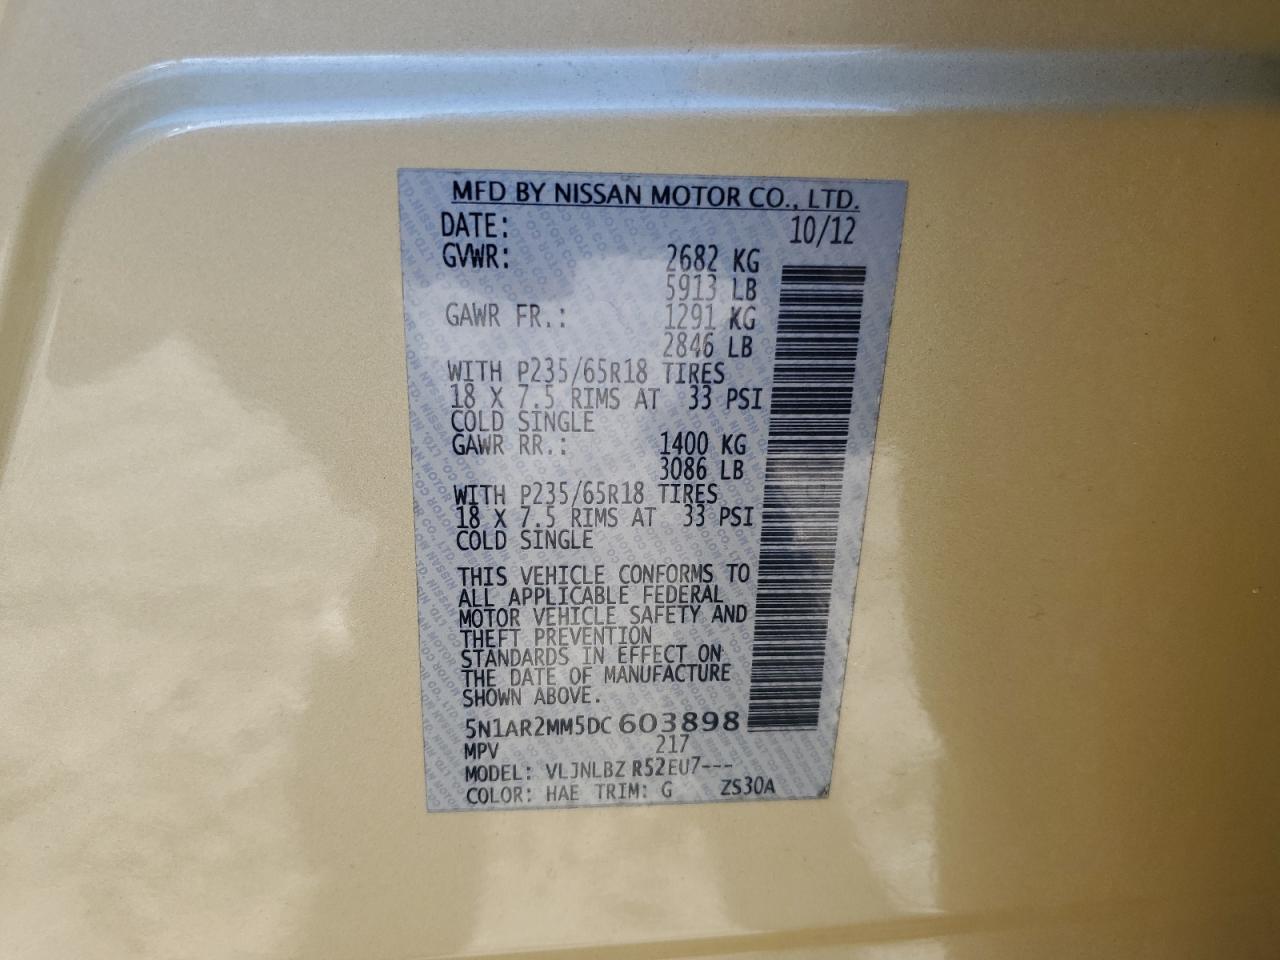 MFD BY NISSAN MOTOR CO., LTD.
DATE: 10/12
GVWR: 2682 KG
5913 LB
GAWR FR.: 1291 KG
2846 LB
WITH P235/65R18 TIRES
18 X 7.5 RIMS AT 33 PSI
COLD SINGLE
GAWR RR.: 1400 KG
3086 LB
WITH P235/65R18 TIRES
18 X 7.5 RIMS AT 33 PSI
COLD SINGLE
THIS VEHICLE CONFORMS TO
ALL APPLICABLE FEDERAL
MOTOR VEHICLE SAFETY AND
THEFT PREVENTION
STANDARDS IN EFFECT ON
THE DATE OF MANUFACTURE
SHOWN ABOVE.
5N1AR2MM5DC603898
MPV 217
MODEL: VLJNLBZ R52EU7---
COLOR: HAE TRIM: G ZS30A